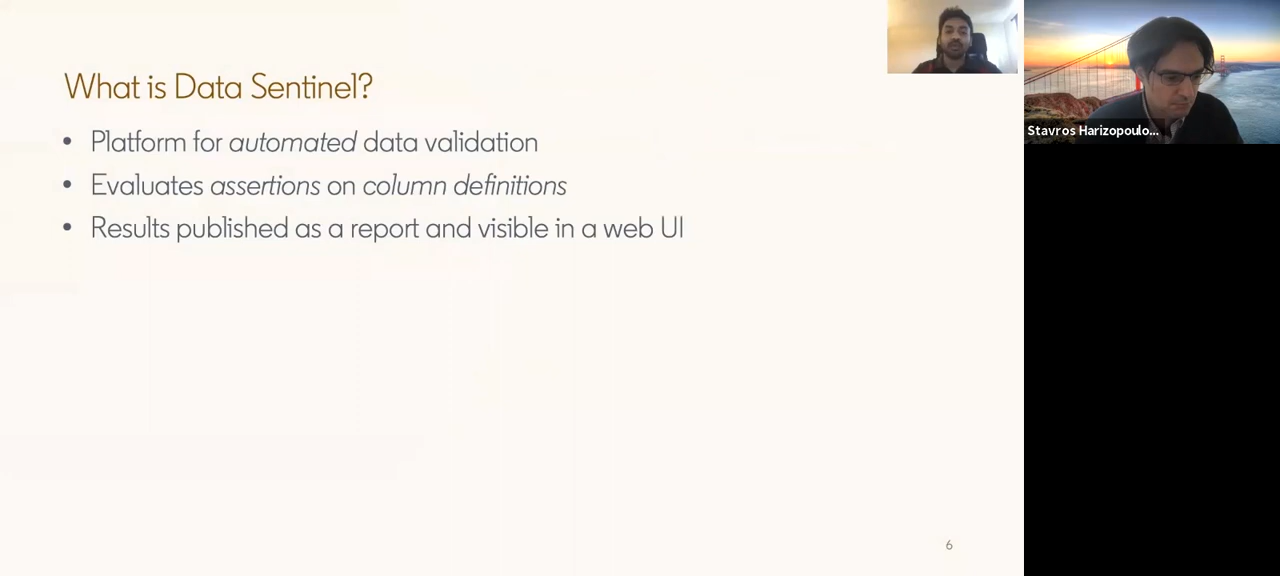 What is Data Sentinel?
• Platform for automated data validation
• Evaluates assertions on column definitions
• Results published as a report and visible in a web UI
6
Stavros Harizopoulo...